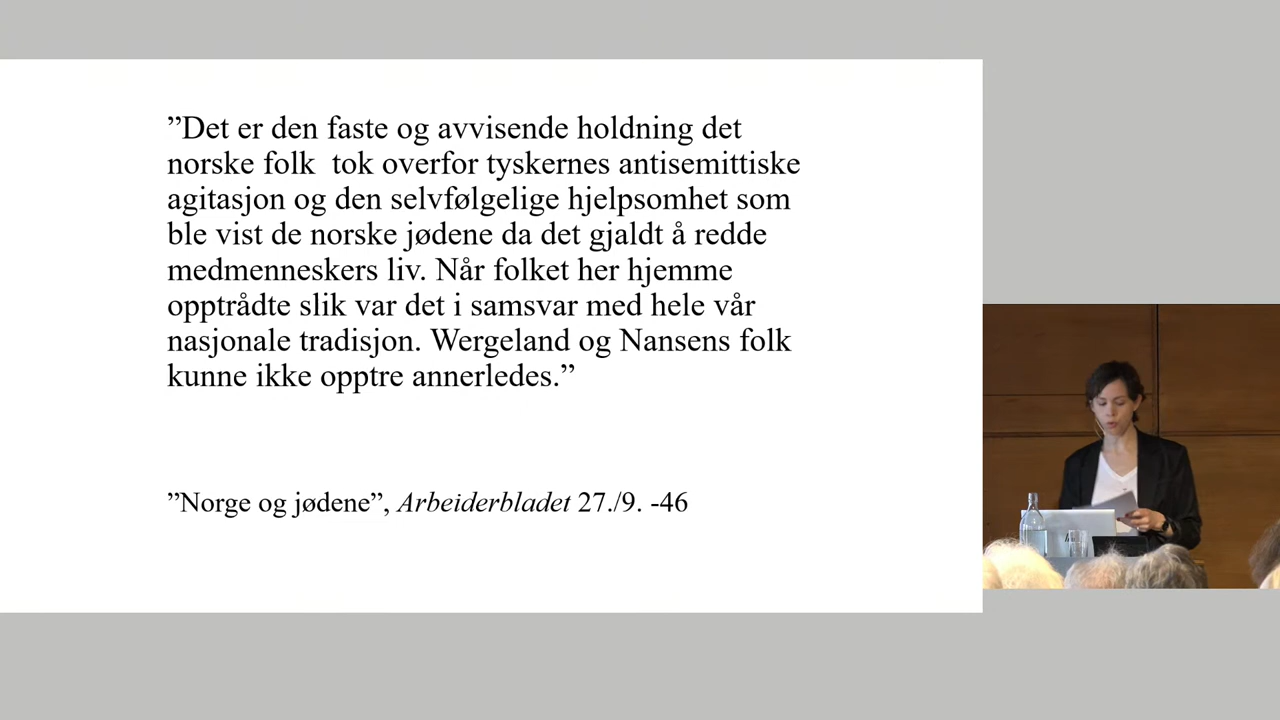 ”Det er den faste og avvisende holdning det
norske folk  tok overfor tyskernes antisemittiske
agitasjon og den selvfølgelige hjelpsomhet som
ble vist de norske jødene da det gjaldt å redde
medmenneskers liv. Når folket her hjemme
opptrådte slik var det i samsvar med hele vår
nasjonale tradisjon. Wergeland og Nansens folk
kunne ikke opptre annerledes.”
”Norge og jødene”, Arbeiderbladet 27./9. -46